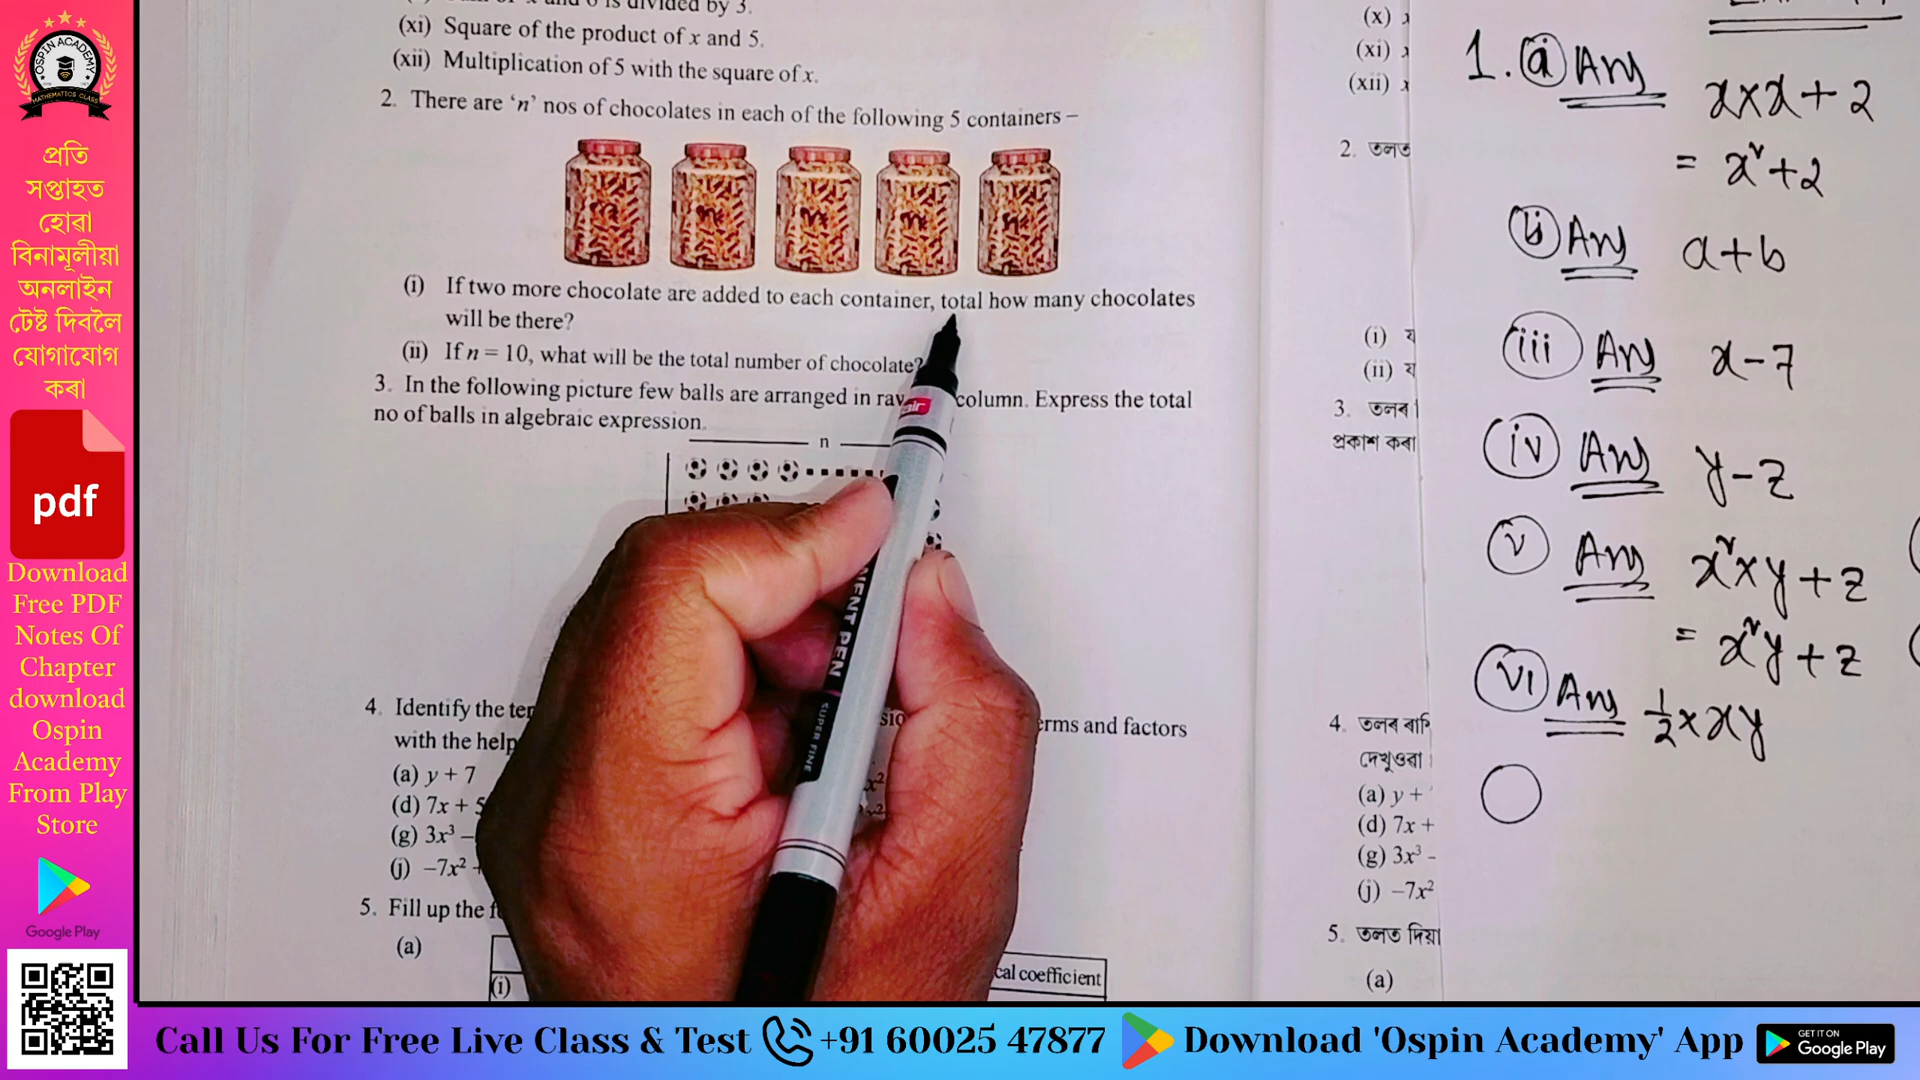 OSPIN ACADEMY
MATHEMATICS CLASS
প্ৰতি
সপ্তাহত
হোৱা
বিনামূলীয়া
অনলাইন
টেষ্ট দিবলৈ
যোগাযোগ
কৰা
pdf
Download
Free PDF
Notes Of
Chapter
download
Ospin
Academy
From Play
Store
Google Play
is divided by 3.
(xi) Square of the product of x and 5.
(xii) Multiplication of 5 with the square of x.
2. There are ‘n’ nos of chocolates in each of the following 5 containers –
n n n n n
(i) If two more chocolate are added to each container, total how many chocolates
will be there?
(ii) If n = 10, what will be the total number of chocolate?
3. In the following picture few balls are arranged in column. Express the total
no of balls in algebraic expression.
n
4. Identify the erms and factors
with the help
(a) y + 7
(d) 7x + 5
(g) 3x³ –
(j) –7x²
5. Fill up the
(a)
(i) cal coefficient
NENT PEN
SUPER FINE
(x)
(xi)
(xii)
2. তলত
(i)
(ii)
3. তলৰ
প্ৰকাশ কৰা
4. তলৰ
দেখুওৱা
(a) y +
(d) 7x +
(g) 3x³ –
(j) –7x²
5. তলত দিয়া
(a)
1. (a) Ans x×x+2
= x²+2
(ii) Ans a+b
(iii) Ans x-7
(iv) Ans y-z
(v) Ans x²×y+z
= x²y+z
(vi) Ans 1/2×xy
Call Us For Free Live Class & Test +91 60025 47877 Download 'Ospin Academy' App GET IT ON Google Play